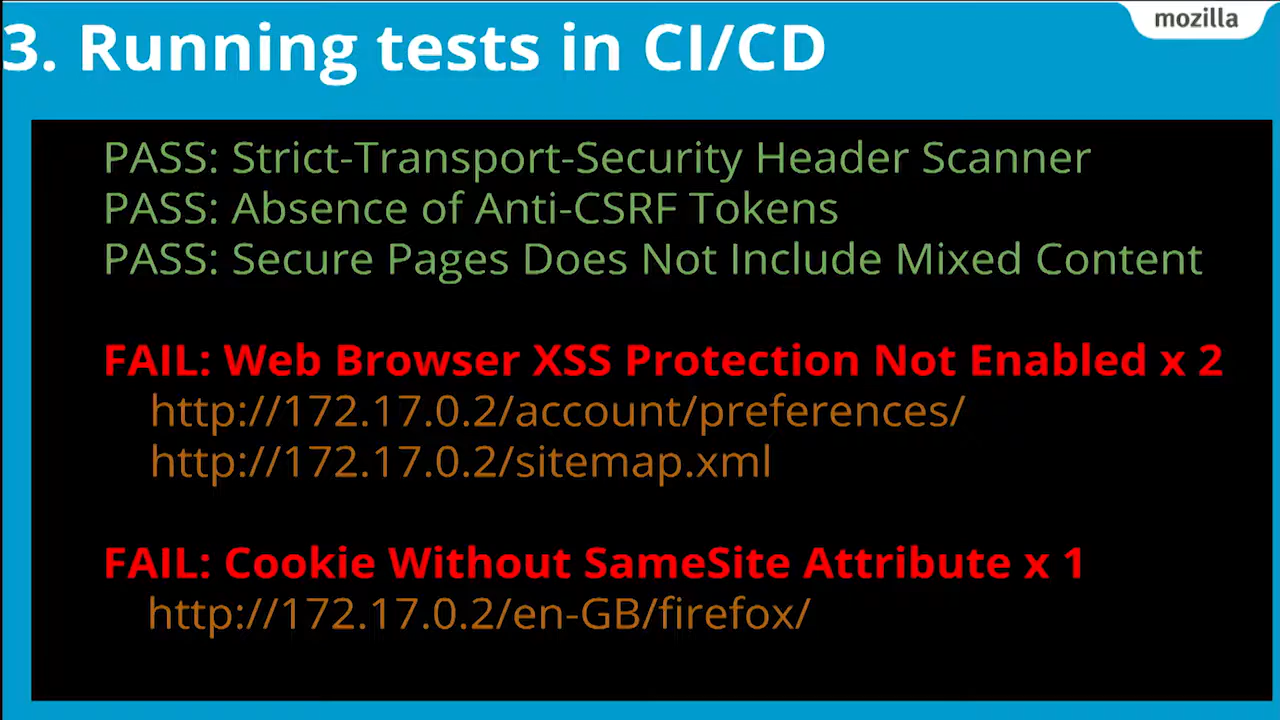 mozilla
3. Running tests in CI/CD
PASS: Strict-Transport-Security Header Scanner
PASS: Absence of Anti-CSRF Tokens
PASS: Secure Pages Does Not Include Mixed Content
FAIL: Web Browser XSS Protection Not Enabled x 2
http://172.17.0.2/account/preferences/
http://172.17.0.2/sitemap.xml
FAIL: Cookie Without SameSite Attribute x 1
http://172.17.0.2/en-GB/firefox/